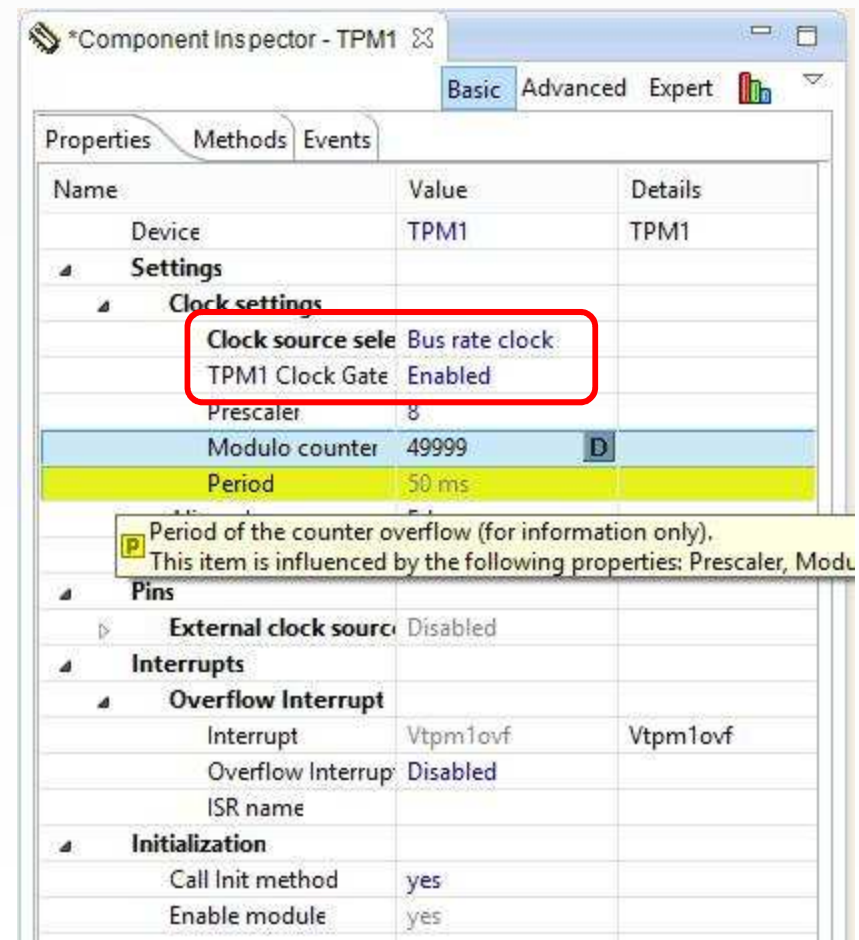 *Component Inspector - TPM1
Basic Advanced Expert
Properties Methods Events
Name Value Details
Device TPM1 TPM1
Settings
Clock settings
Clock source sele Bus rate clock
TPM1 Clock Gate Enabled
Prescaler 8
Modulo counter 49999 D
Period 50 ms
P Period of the counter overflow (for information only).
This item is influenced by the following properties: Prescaler, Modu
Pins
External clock sourc Disabled
Interrupts
Overflow Interrupt
Interrupt Vtpm1ovf Vtpm1ovf
Overflow Interrup Disabled
ISR name
Initialization
Call Init method yes
Enable module yes